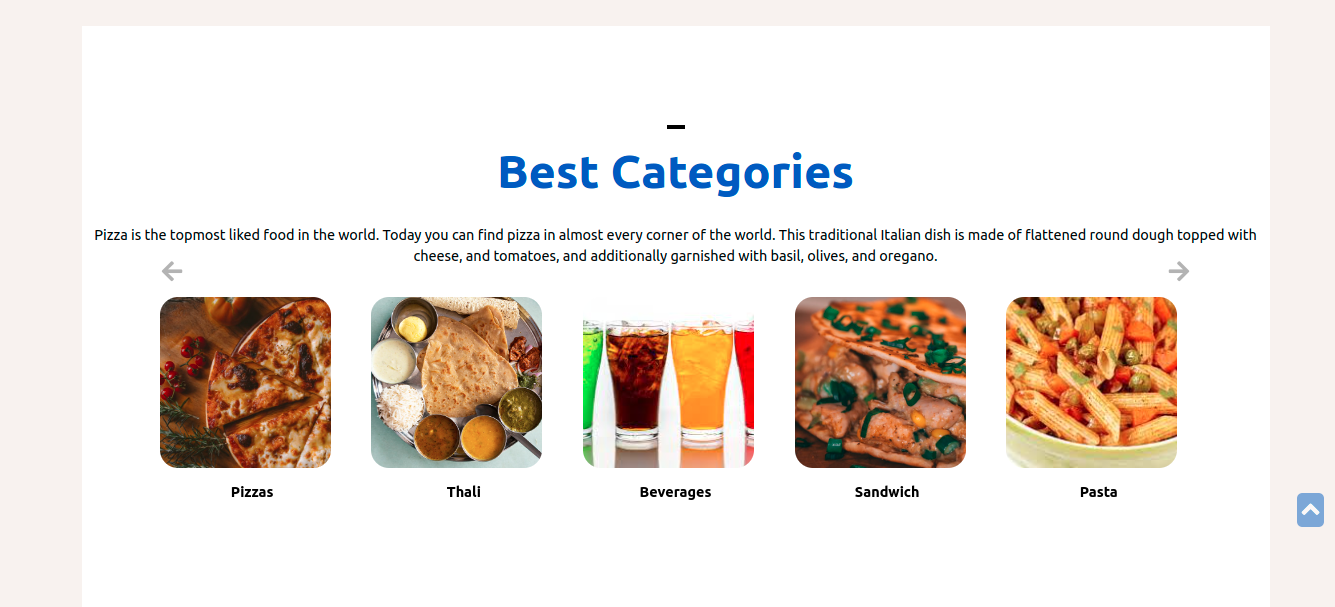 Best Categories
Pizza is the topmost liked food in the world. Today you can find pizza in almost every corner of the world. This traditional Italian dish is made of flattened round dough topped with
cheese, and tomatoes, and additionally garnished with basil, olives, and oregano.
Pizzas
Thali
Beverages
Sandwich
Pasta